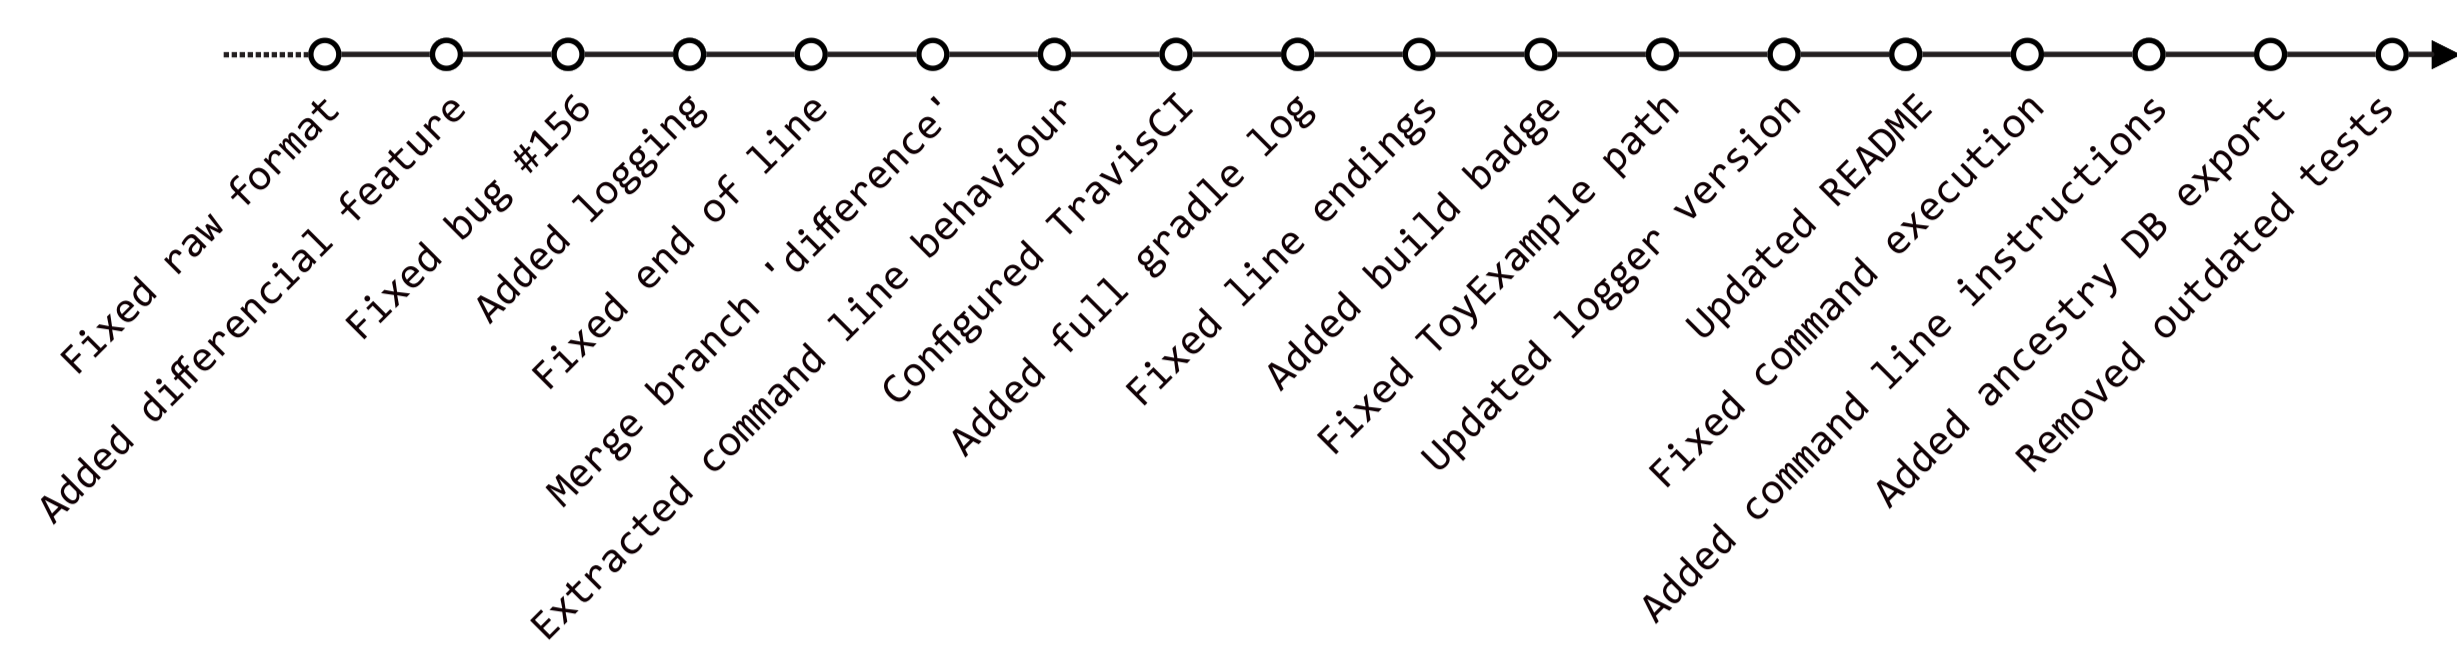 Fixed raw format
Added differencial feature
Fixed bug #156
Added logging
Fixed end of line
Merge branch 'difference'
Extracted command line behaviour
Configured TravisCI
Added full gradle log
Fixed line endings
Added build badge
Fixed ToyExample path
Updated logger version
Updated README
Fixed command execution
Added command line instructions
Added ancestry DB export
Removed outdated tests